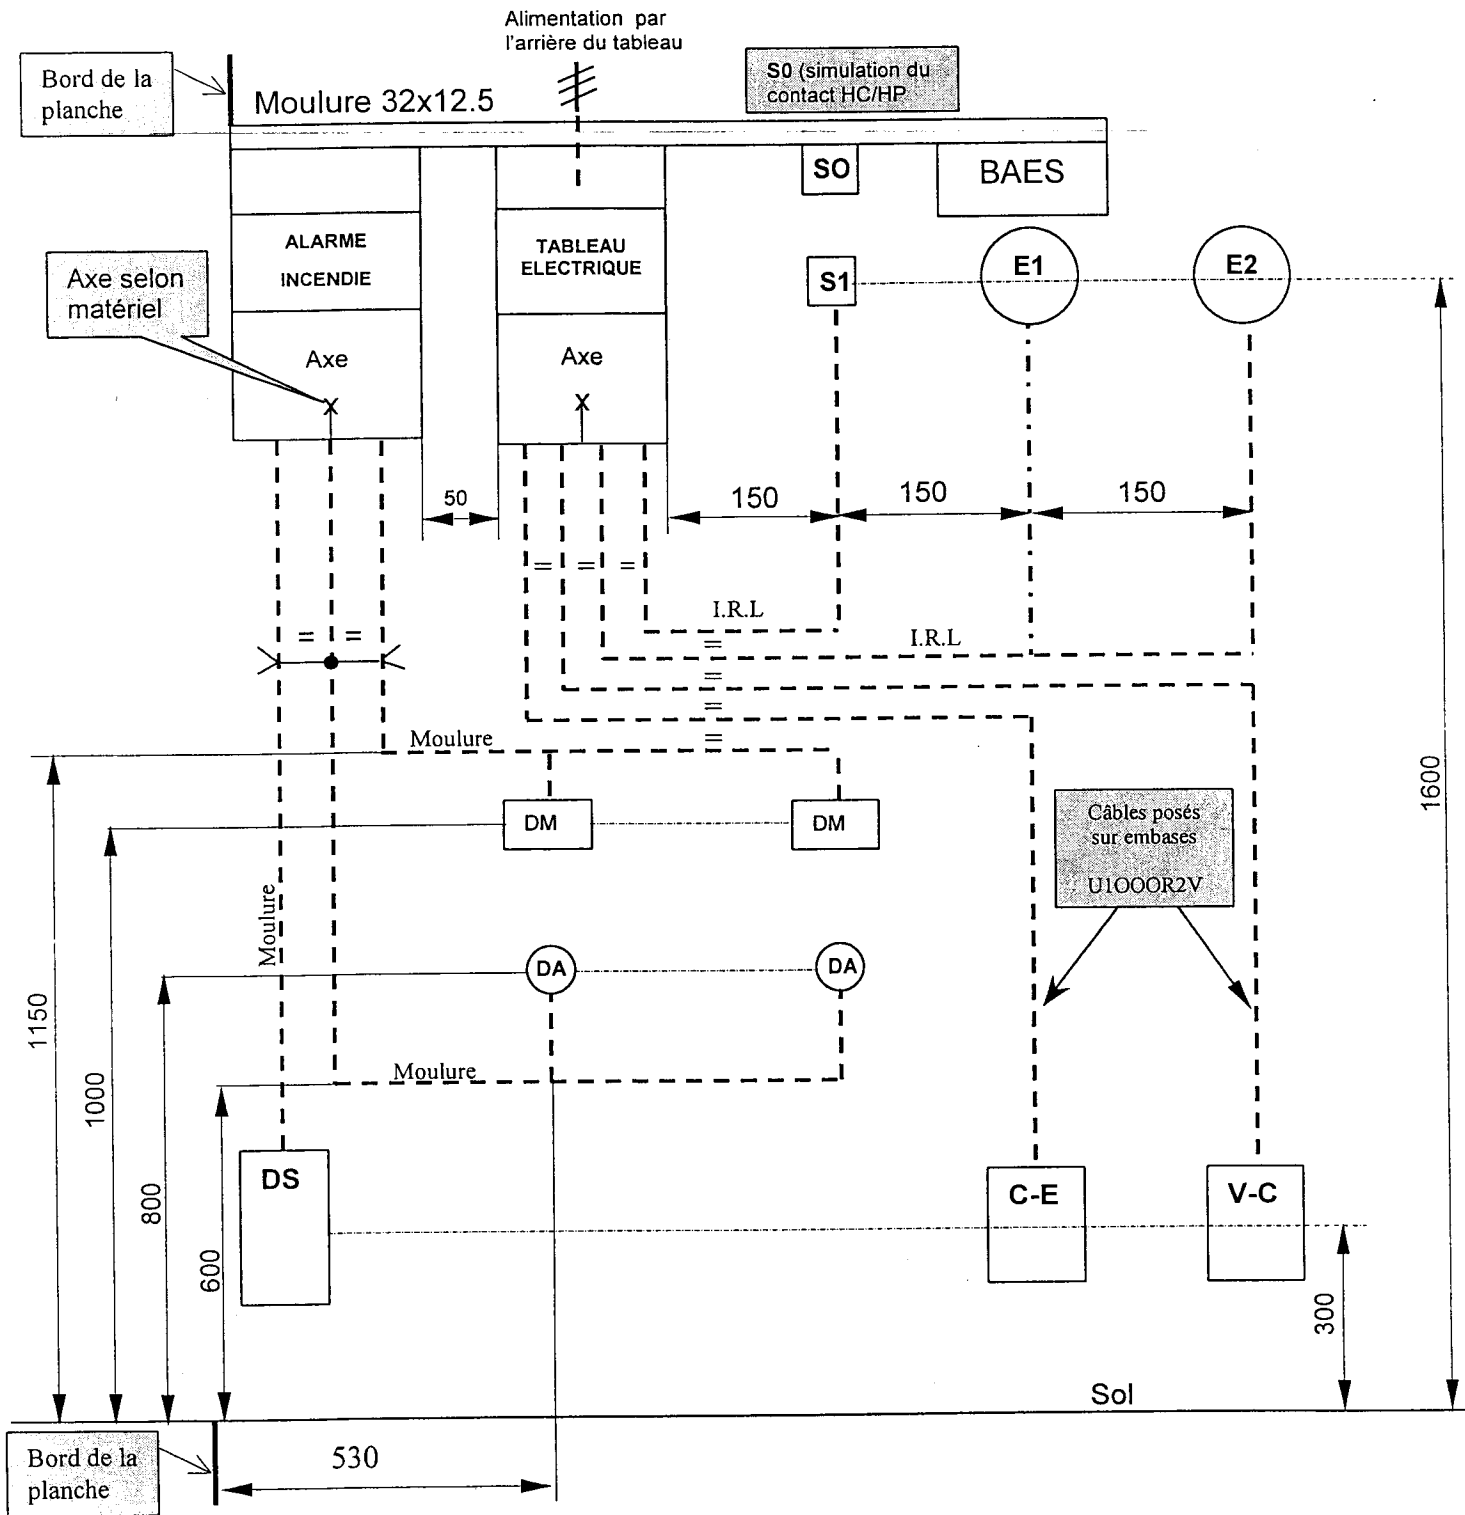 Alimentation par
l'arrière du tableau
Bord de la
planche
Moulure 32x12.5
S0 (simulation du
contact HC/HP
SO
BAES
ALARME
INCENDIE
TABLEAU
ELECTRIQUE
S1
E1
E2
Axe selon
matériel
Axe
X
Axe
X
50
150
150
150
= = =
I.R.L
I.R.L
= =
=
=
=
=
Moulure
1600
DM
DM
Câbles posés
sur embases
U1OOOR2V
Moulure
DA
DA
1150
1000
800
600
Moulure
DS
C-E
V-C
300
Sol
Bord de la
planche
530